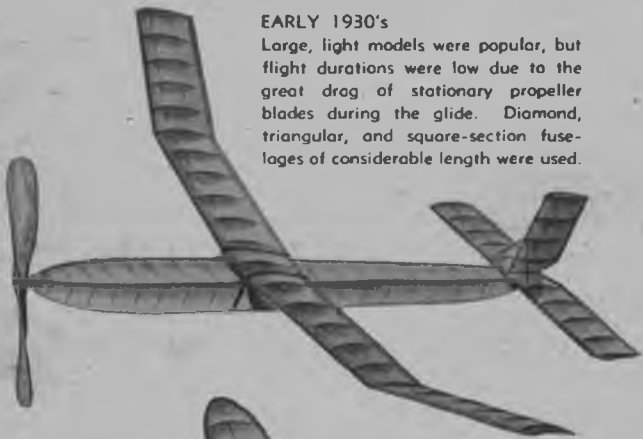 EARLY 1930's
Large, light models were popular, but
flight durations were low due to the
great drag of stationary propeller
blades during the glide. Diamond,
triangular, and square-section fuse-
lages of considerable length were used.